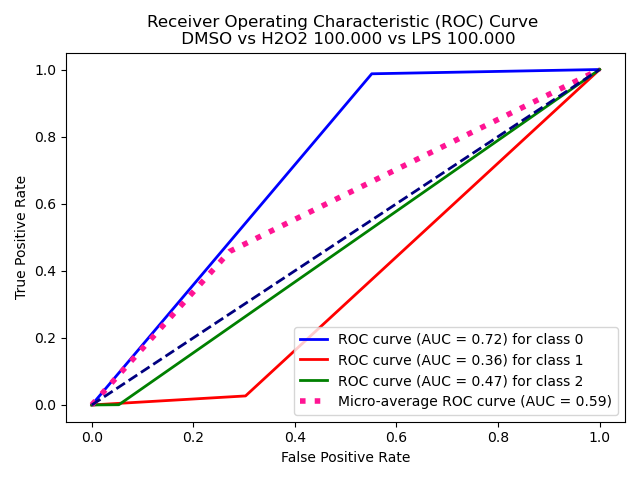 Receiver Operating Characteristic (ROC) Curve
DMSO vs H2O2 100.000 vs LPS 100.000
1.0
0.8
0.6
0.4
0.2
0.0
True Positive Rate
ROC curve (AUC = 0.72) for class 0
ROC curve (AUC = 0.36) for class 1
ROC curve (AUC = 0.47) for class 2
Micro-average ROC curve (AUC = 0.59)
0.0 0.2 0.4 0.6 0.8 1.0
False Positive Rate